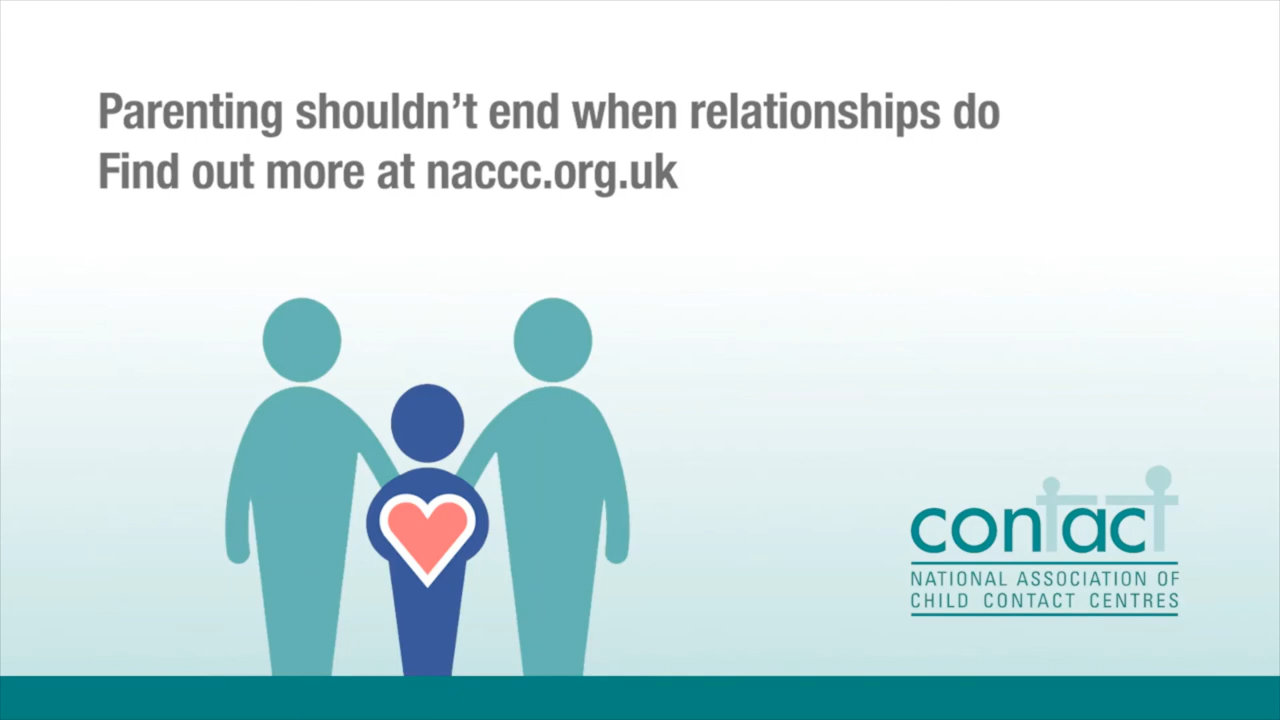 Parenting shouldn’t end when relationships do
Find out more at naccc.org.uk
contact
NATIONAL ASSOCIATION OF
CHILD CONTACT CENTRES